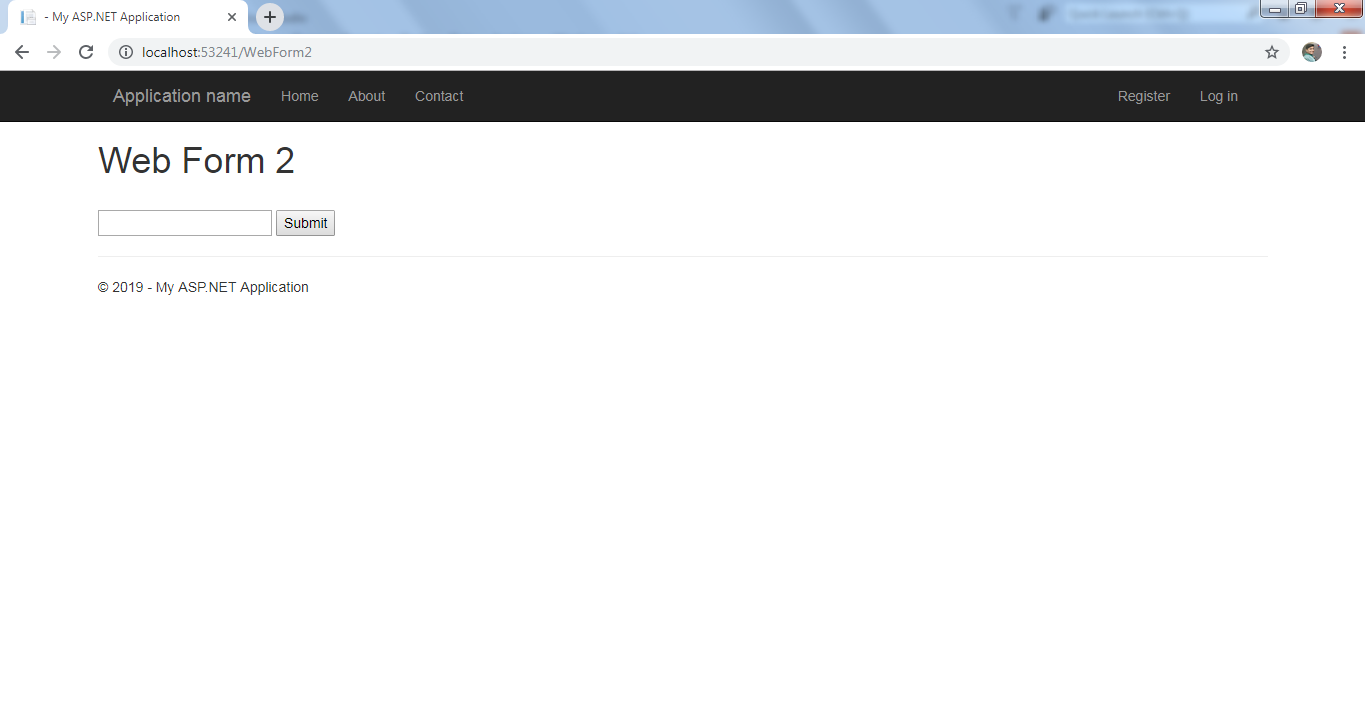 - My ASP.NET Application
localhost:53241/WebForm2
Application name Home About Contact Register Log in
Web Form 2
Submit
© 2019 - My ASP.NET Application